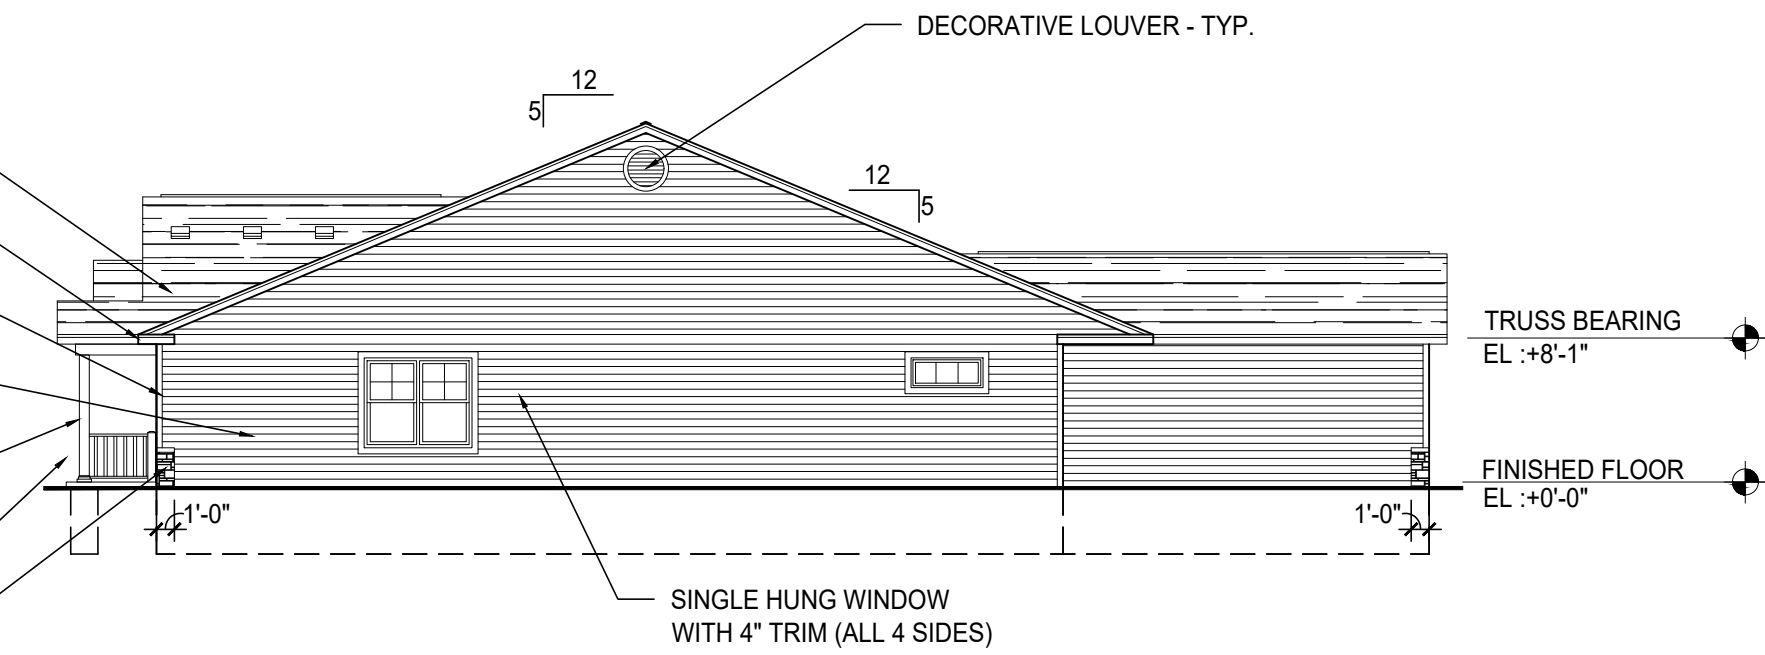 DECORATIVE LOUVER - TYP.
12
5
12
5
TRUSS BEARING
EL :+8'-1"
FINISHED FLOOR
EL :+0'-0"
1'-0"
1'-0"
SINGLE HUNG WINDOW
WITH 4" TRIM (ALL 4 SIDES)